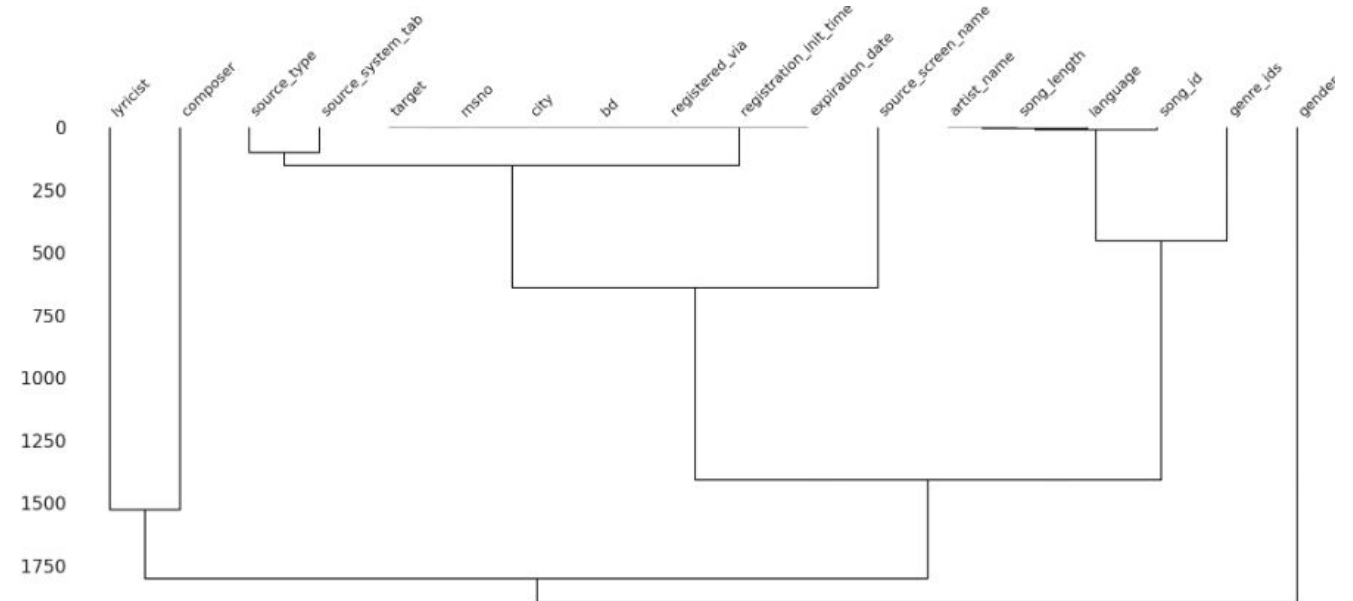 lyricist
composer
source_type
source_system_tab
target
msno
city
bd
registered_via
registration_init_time
expiration_date
source_screen_name
artist_name
song_length
language
song_id
genre_ids
gender
0
250
500
750
1000
1250
1500
1750